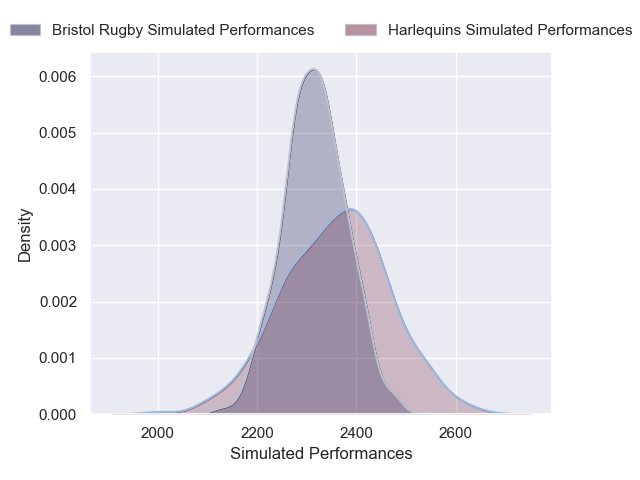 Bristol Rugby Simulated Performances Harlequins Simulated Performances
0.006
0.005
0.004
0.003
0.002
0.001
0.000
Density
2000 2200 2400 2600
Simulated Performances